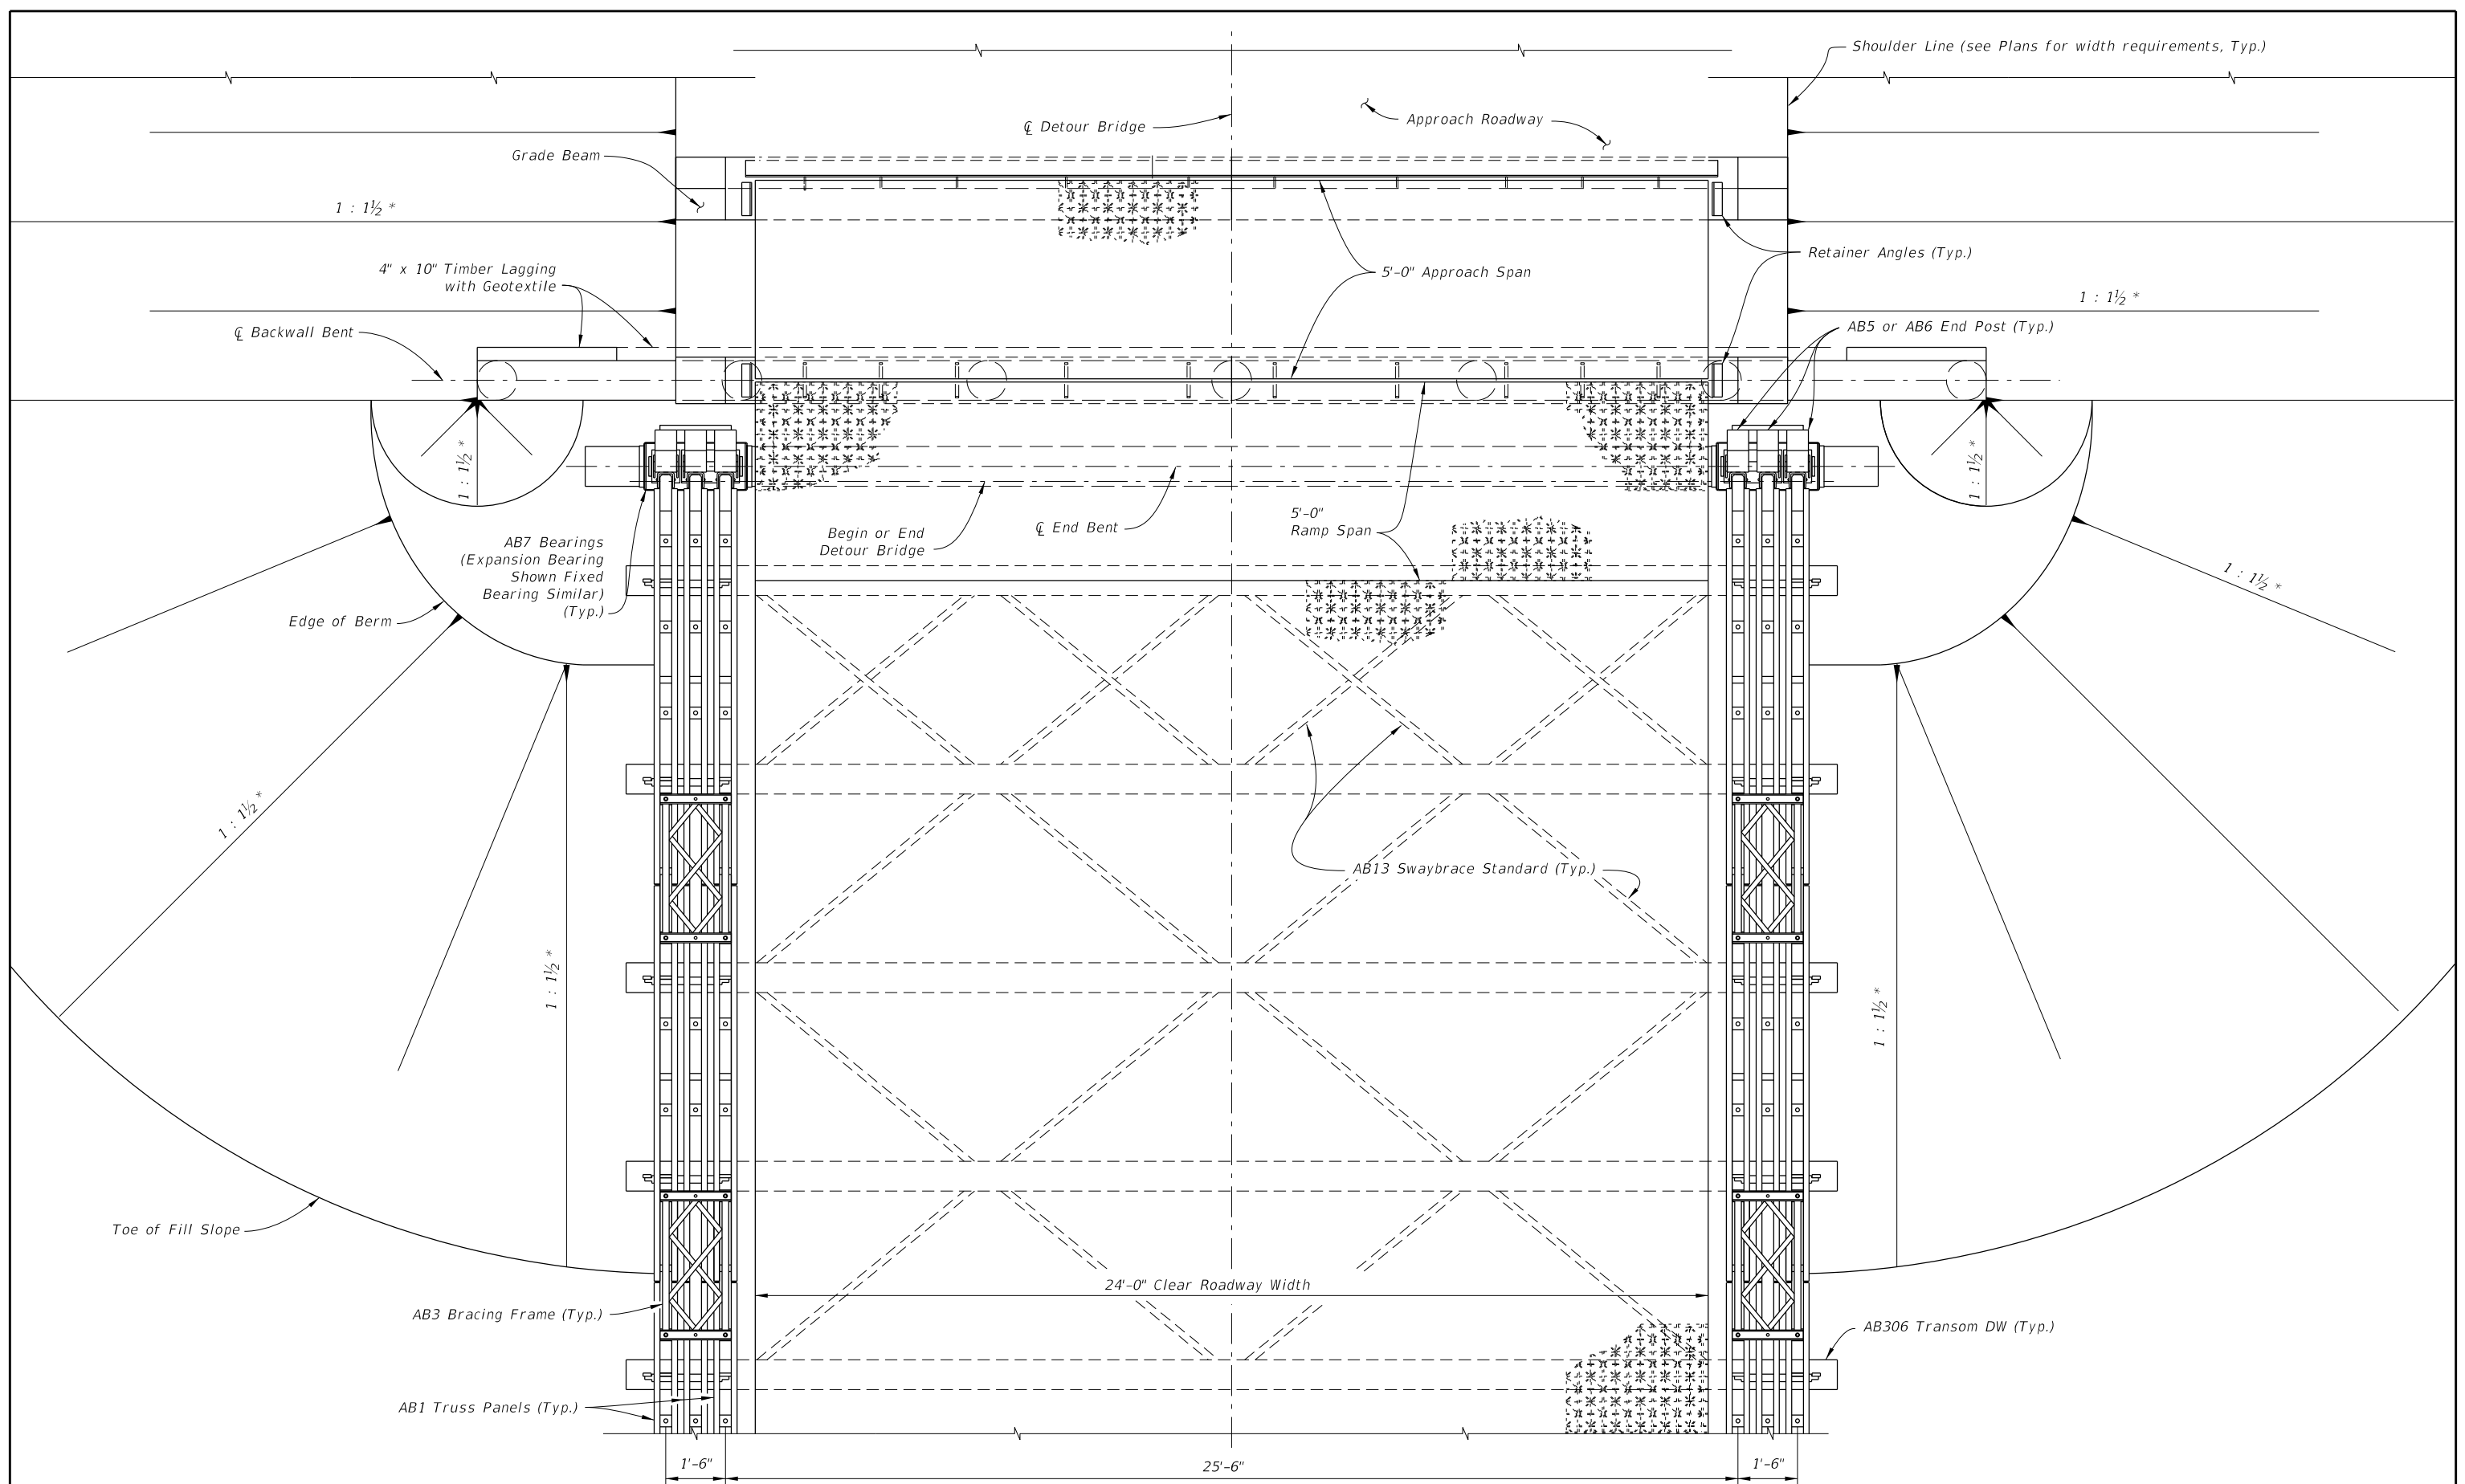 Shoulder Line (see Plans for width requirements, Typ.)
℄ Detour Bridge
Approach Roadway
Grade Beam
1 : 1½ *
Retainer Angles (Typ.)
4" x 10" Timber Lagging
with Geotextile
5'-0" Approach Span
1 : 1½ *
℄ Backwall Bent
AB5 or AB6 End Post (Typ.)
1 : 1½ *
1 : 1½ *
AB7 Bearings
(Expansion Bearing
Shown Fixed
Bearing Similar)
(Typ.)
Begin or End
Detour Bridge
℄ End Bent
5'-0"
Ramp Span
1 : 1½ *
Edge of Berm
1 : 1½ *
AB13 Swaybrace Standard (Typ.)
1 : 1½ *
1 : 1½ *
Toe of Fill Slope
24'-0" Clear Roadway Width
AB3 Bracing Frame (Typ.)
AB306 Transom DW (Typ.)
AB1 Truss Panels (Typ.)
1'-6"
25'-6"
1'-6"